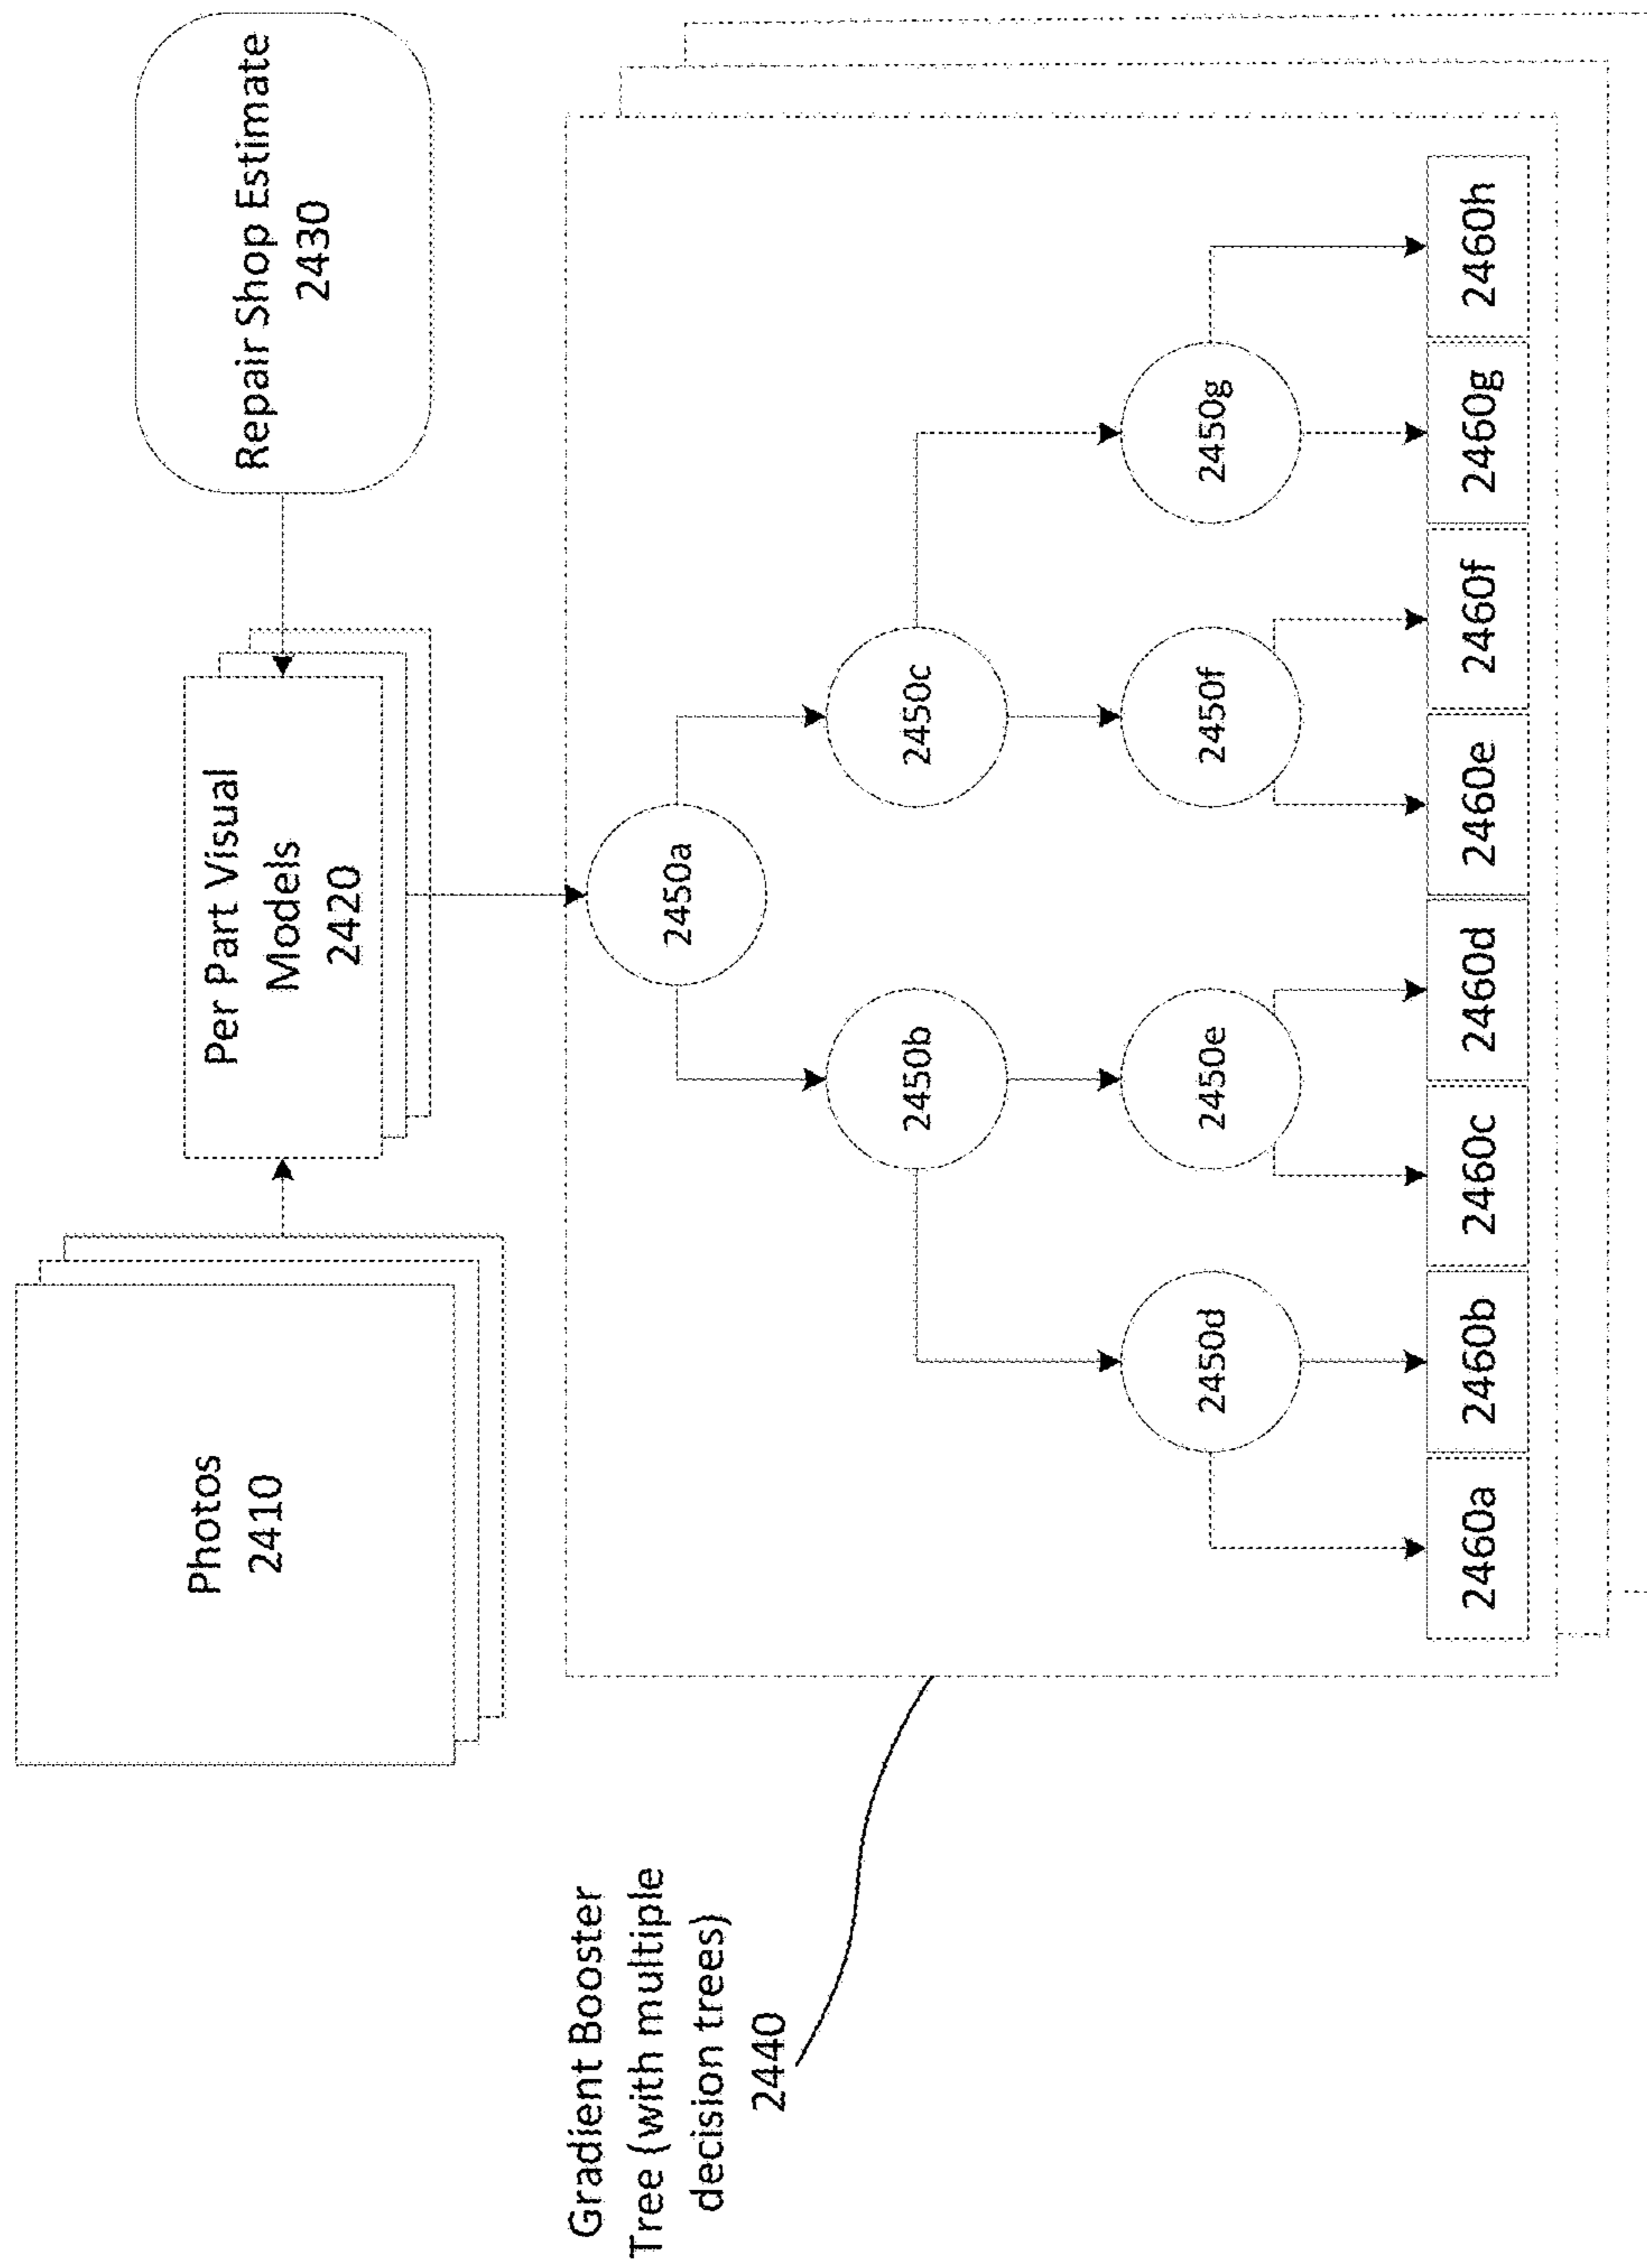 Photos
2410
Per Part Visual
Models
2420
Repair Shop Estimate
2430
Gradient Booster
Tree (with multiple
decision trees)
2440
2450a
2450b
2450c
2450d
2450e
2450f
2450g
2460a
2460b
2460c
2460d
2460e
2460f
2460g
2460h